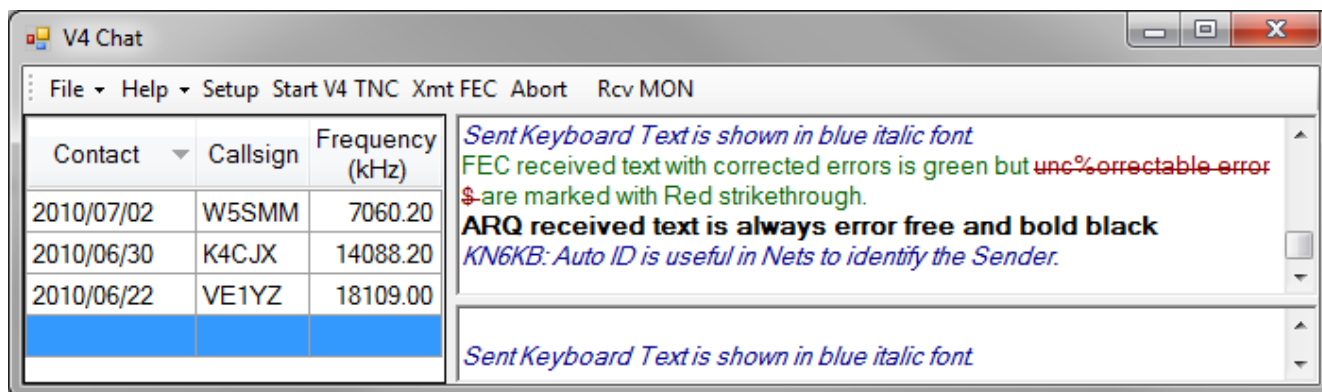 V4 Chat
File Help Setup Start V4 TNC Xmt FEC Abort Rcv MON
Contact Callsign Frequency
(kHz)
2010/07/02 W5SMM 7060.20
2010/06/30 K4CJX 14088.20
2010/06/22 VE1YZ 18109.00
Sent Keyboard Text is shown in blue italic font.
FEC received text with corrected errors is green but unc%orrectable error
$ are marked with Red strikethrough.
ARQ received text is always error free and bold black
KN6KB: Auto ID is useful in Nets to identify the Sender.
Sent Keyboard Text is shown in blue italic font.